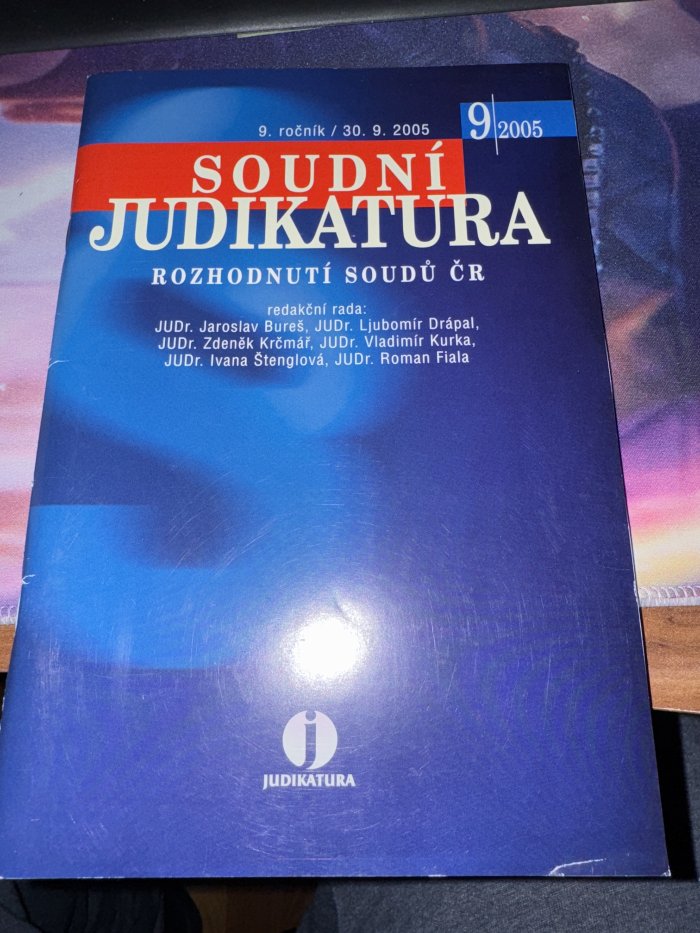 9. ročník / 30. 9. 2005
9 2005
SOUDNÍ
JUDIKATURA
ROZHODNUTÍ SOUDŮ ČR
redakční rada:
JUDr. Jaroslav Bureš, JUDr. Ljubomír Drápal,
JUDr. Zdeněk Krčmář, JUDr. Vladimír Kurka,
JUDr. Ivana Štenglová, JUDr. Roman Fiala
j
JUDIKATURA